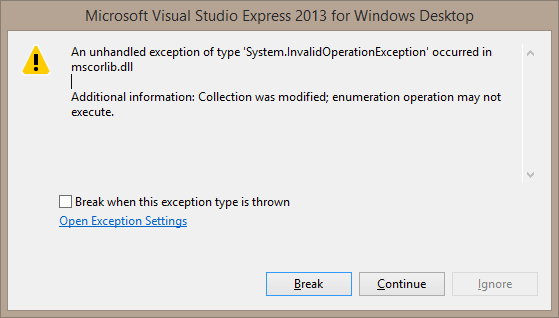 Microsoft Visual Studio Express 2013 for Windows Desktop
An unhandled exception of type 'System.InvalidOperationException' occurred in
mscorlib.dll
Additional information: Collection was modified; enumeration operation may not
execute.
Break when this exception type is thrown
Open Exception Settings
Break
Continue
Ignore